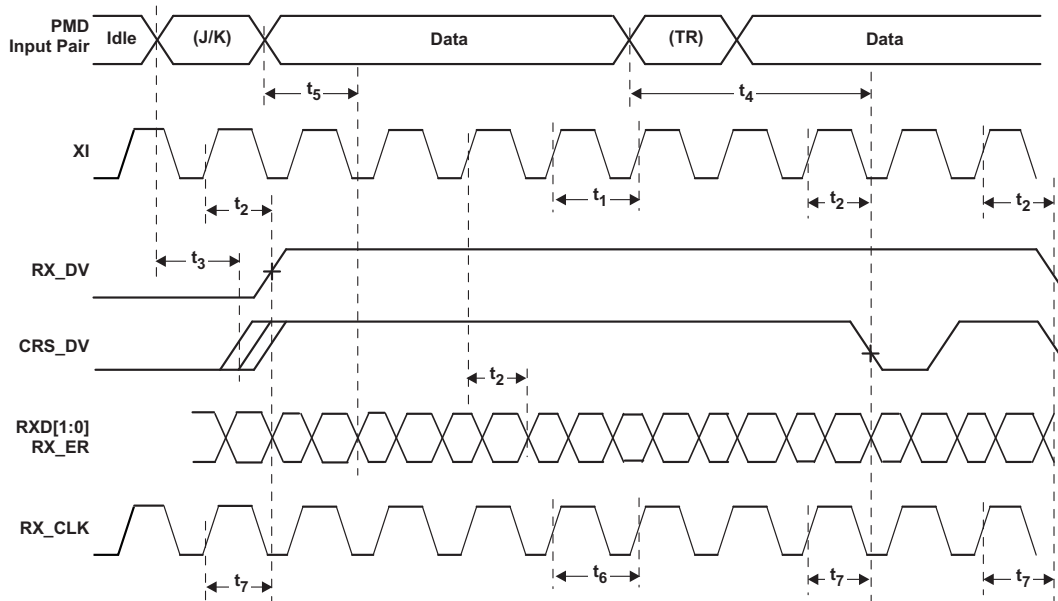 PMD
Input Pair
Idle
(J/K)
Data
(TR)
Data
t5
t4
XI
t2
t1
t2
t2
t3
RX_DV
CRS_DV
t2
RXD[1:0]
RX_ER
RX_CLK
t7
t6
t7
t7